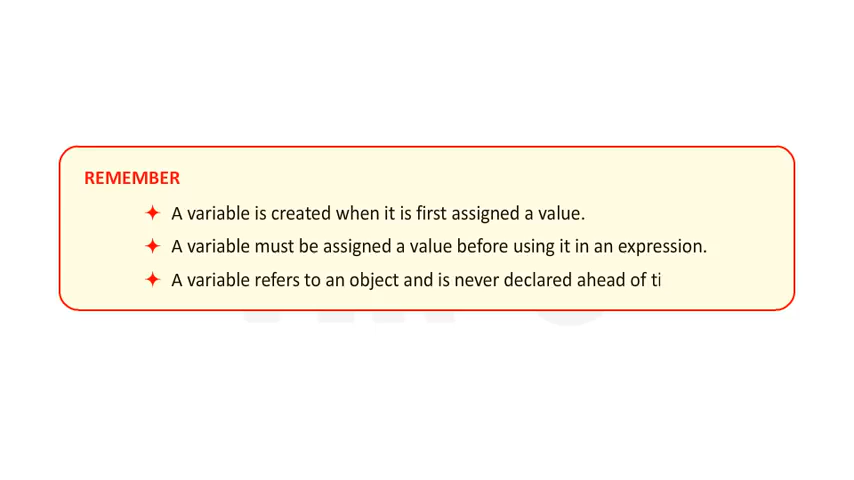 REMEMBER
✦ A variable is created when it is first assigned a value.
✦ A variable must be assigned a value before using it in an expression.
✦ A variable refers to an object and is never declared ahead of ti